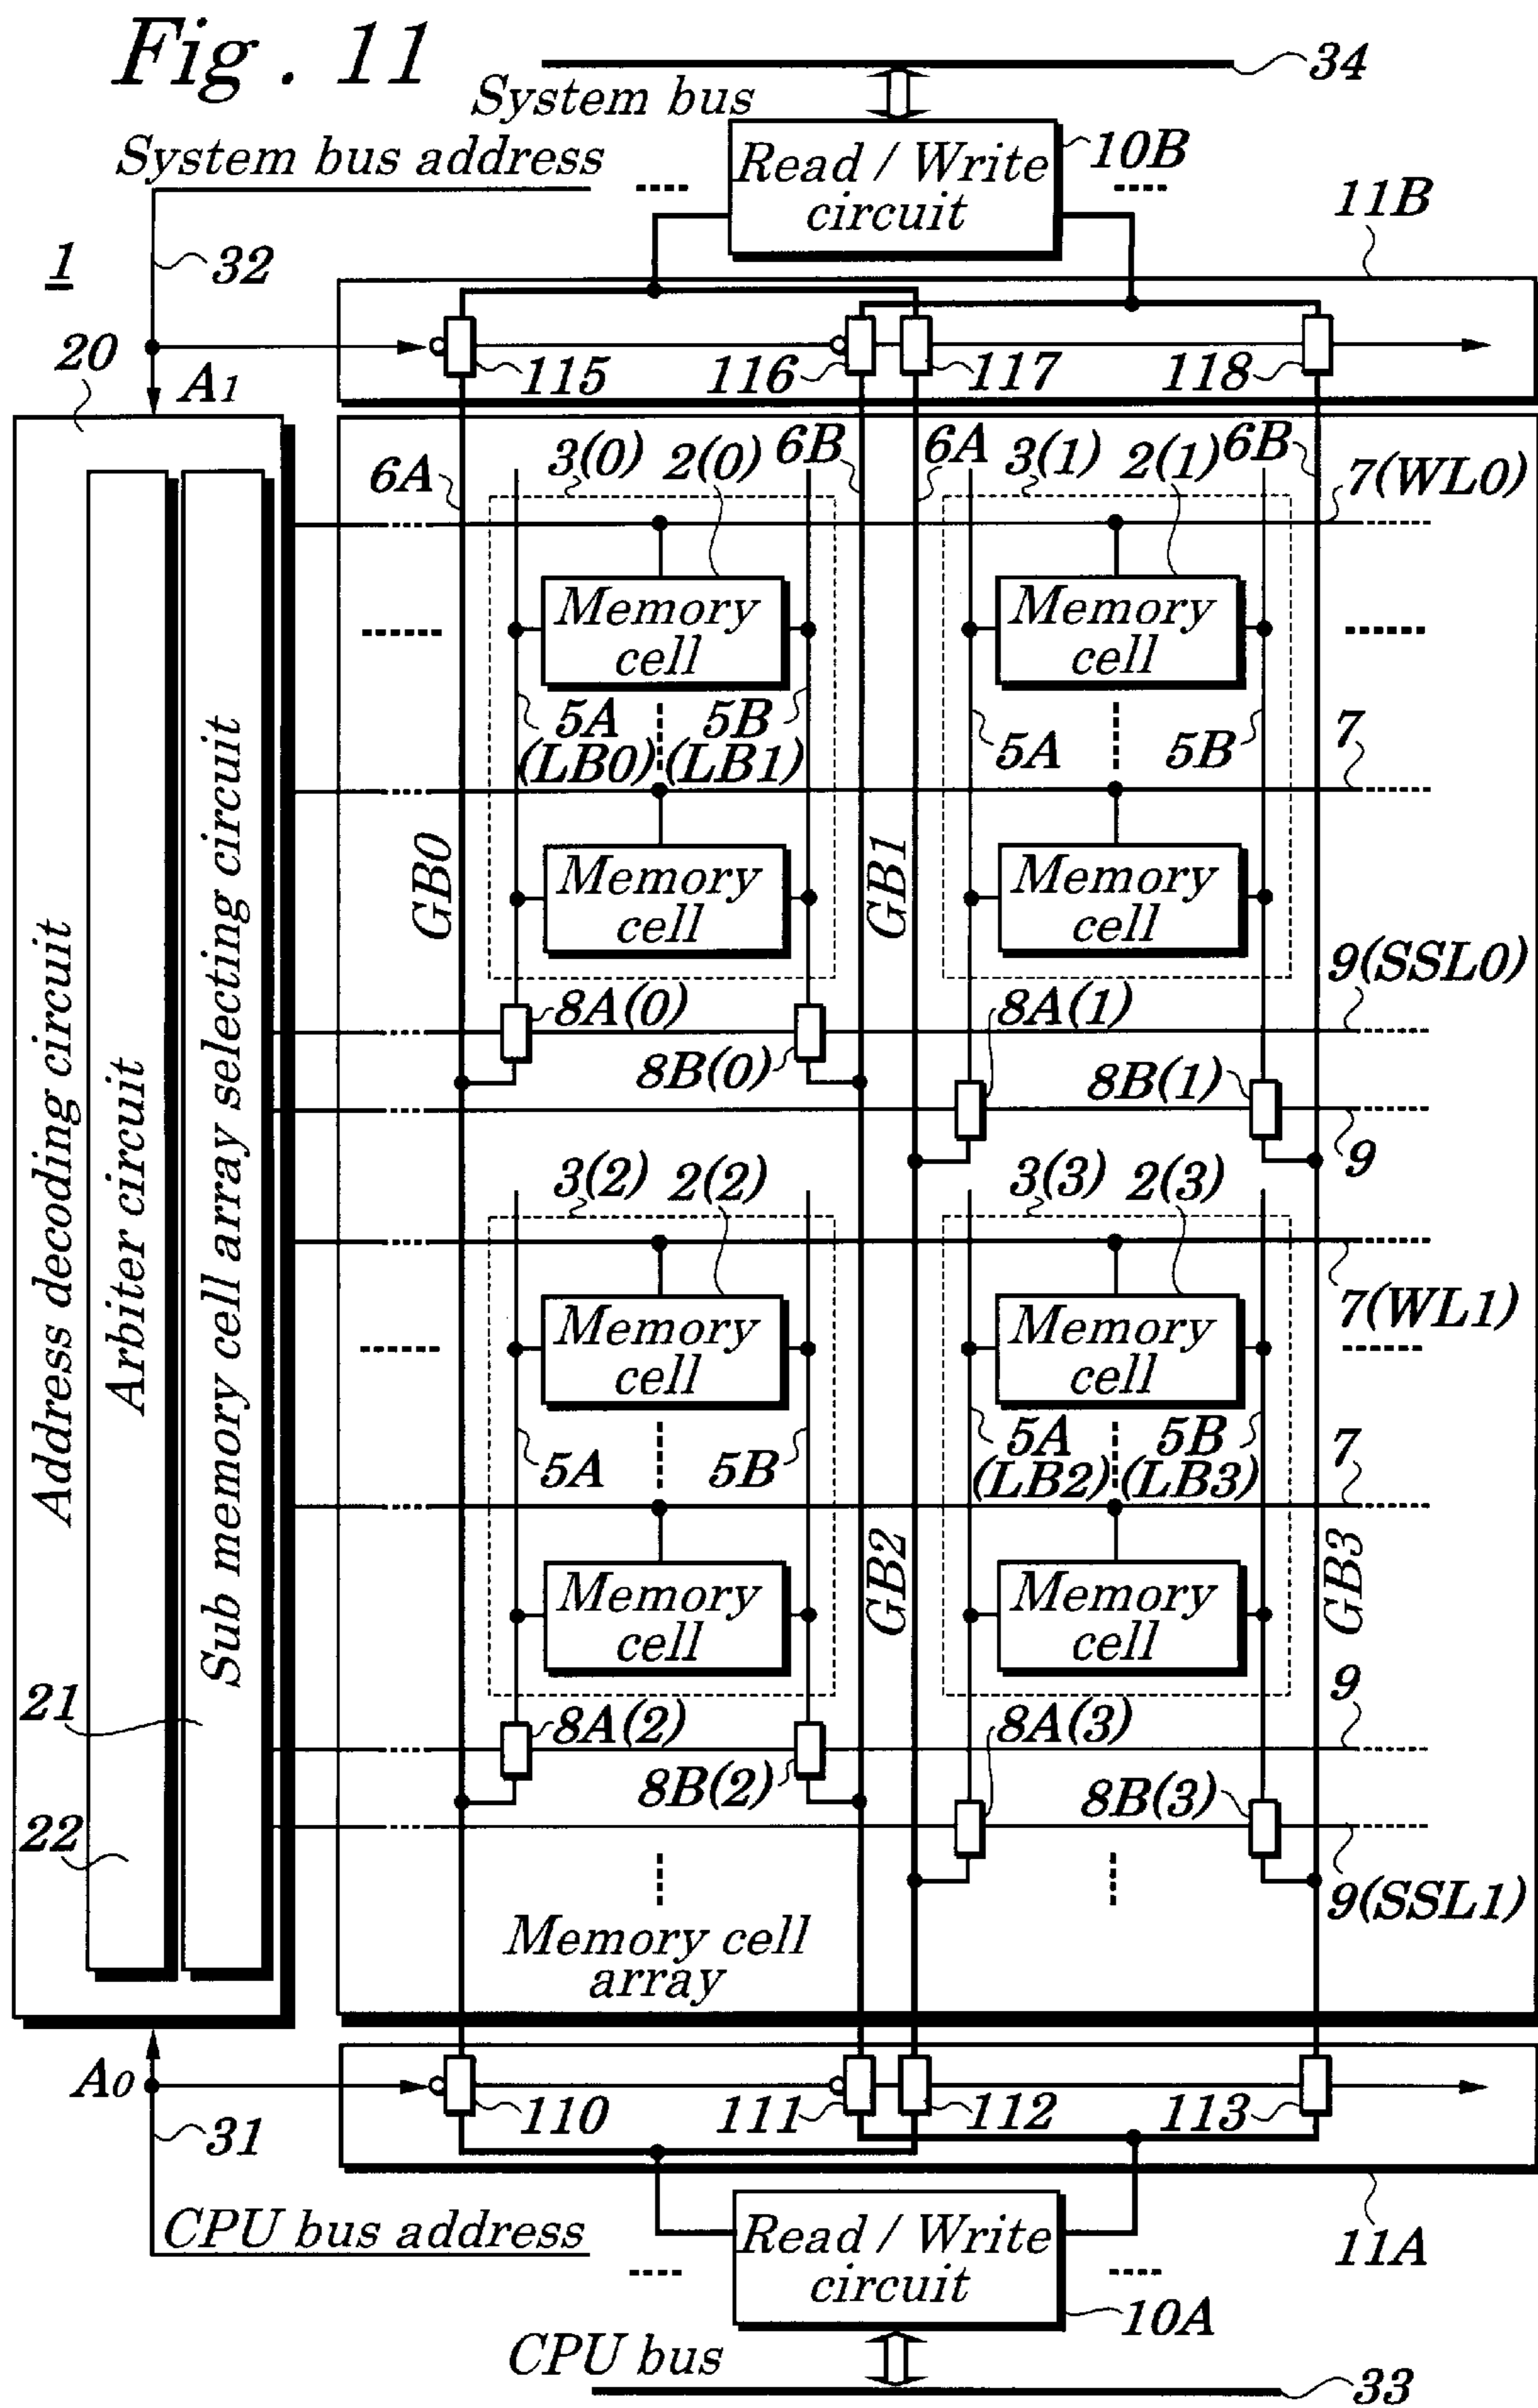 Fig. 11
System bus
34
System bus address
Read / Write
circuit
10B
11B
1
32
20
A1
115
116
117
118
6A
3(0)
2(0)
6B
6A
3(1)
2(1)
6B
7(WL0)
Memory
cell
Memory
cell
5A
(LB0)
5B
(LB1)
5A
5B
7
GB0
Memory
cell
GB1
Memory
cell
9(SSL0)
8A(0)
8B(0)
8A(1)
8B(1)
9
Address decoding circuit
Arbiter circuit
Sub memory cell array selecting circuit
3(2)
2(2)
3(3)
2(3)
7(WL1)
Memory
cell
Memory
cell
5A
5B
5A
(LB2)
5B
(LB3)
7
Memory
cell
GB2
Memory
cell
GB3
21
9
8A(2)
8B(2)
8A(3)
8B(3)
22
9(SSL1)
Memory cell
array
A0
110
111
112
113
31
CPU bus address
Read / Write
circuit
11A
10A
CPU bus
33